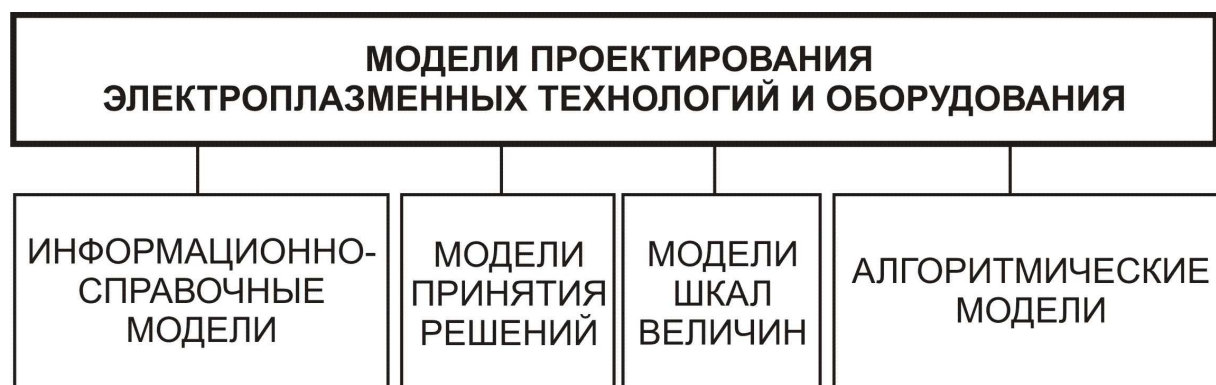 МОДЕЛИ ПРОЕКТИРОВАНИЯ
ЭЛЕКТРОПЛАЗМЕННЫХ ТЕХНОЛОГИЙ И ОБОРУДОВАНИЯ
ИНФОРМАЦИОННО-
СПРАВОЧНЫЕ
МОДЕЛИ
МОДЕЛИ
ПРИНЯТИЯ
РЕШЕНИЙ
МОДЕЛИ
ШКАЛ
ВЕЛИЧИН
АЛГОРИТМИЧЕСКИЕ
МОДЕЛИ